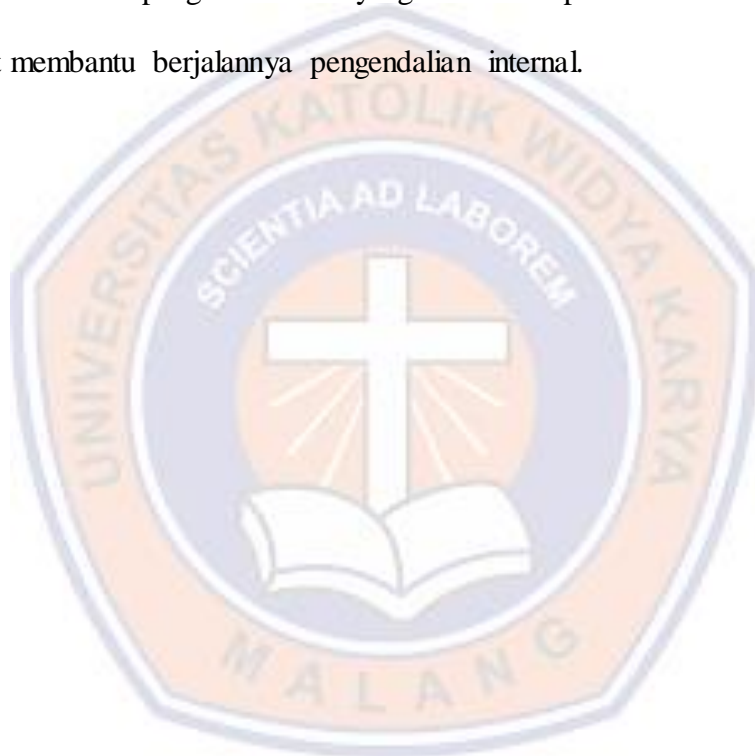 membantu berjalannya pengendalian internal.
UNIVERSITAS KATOLIK WIDYA KARYA
SCIENTIA AD LABOREM
MALANG